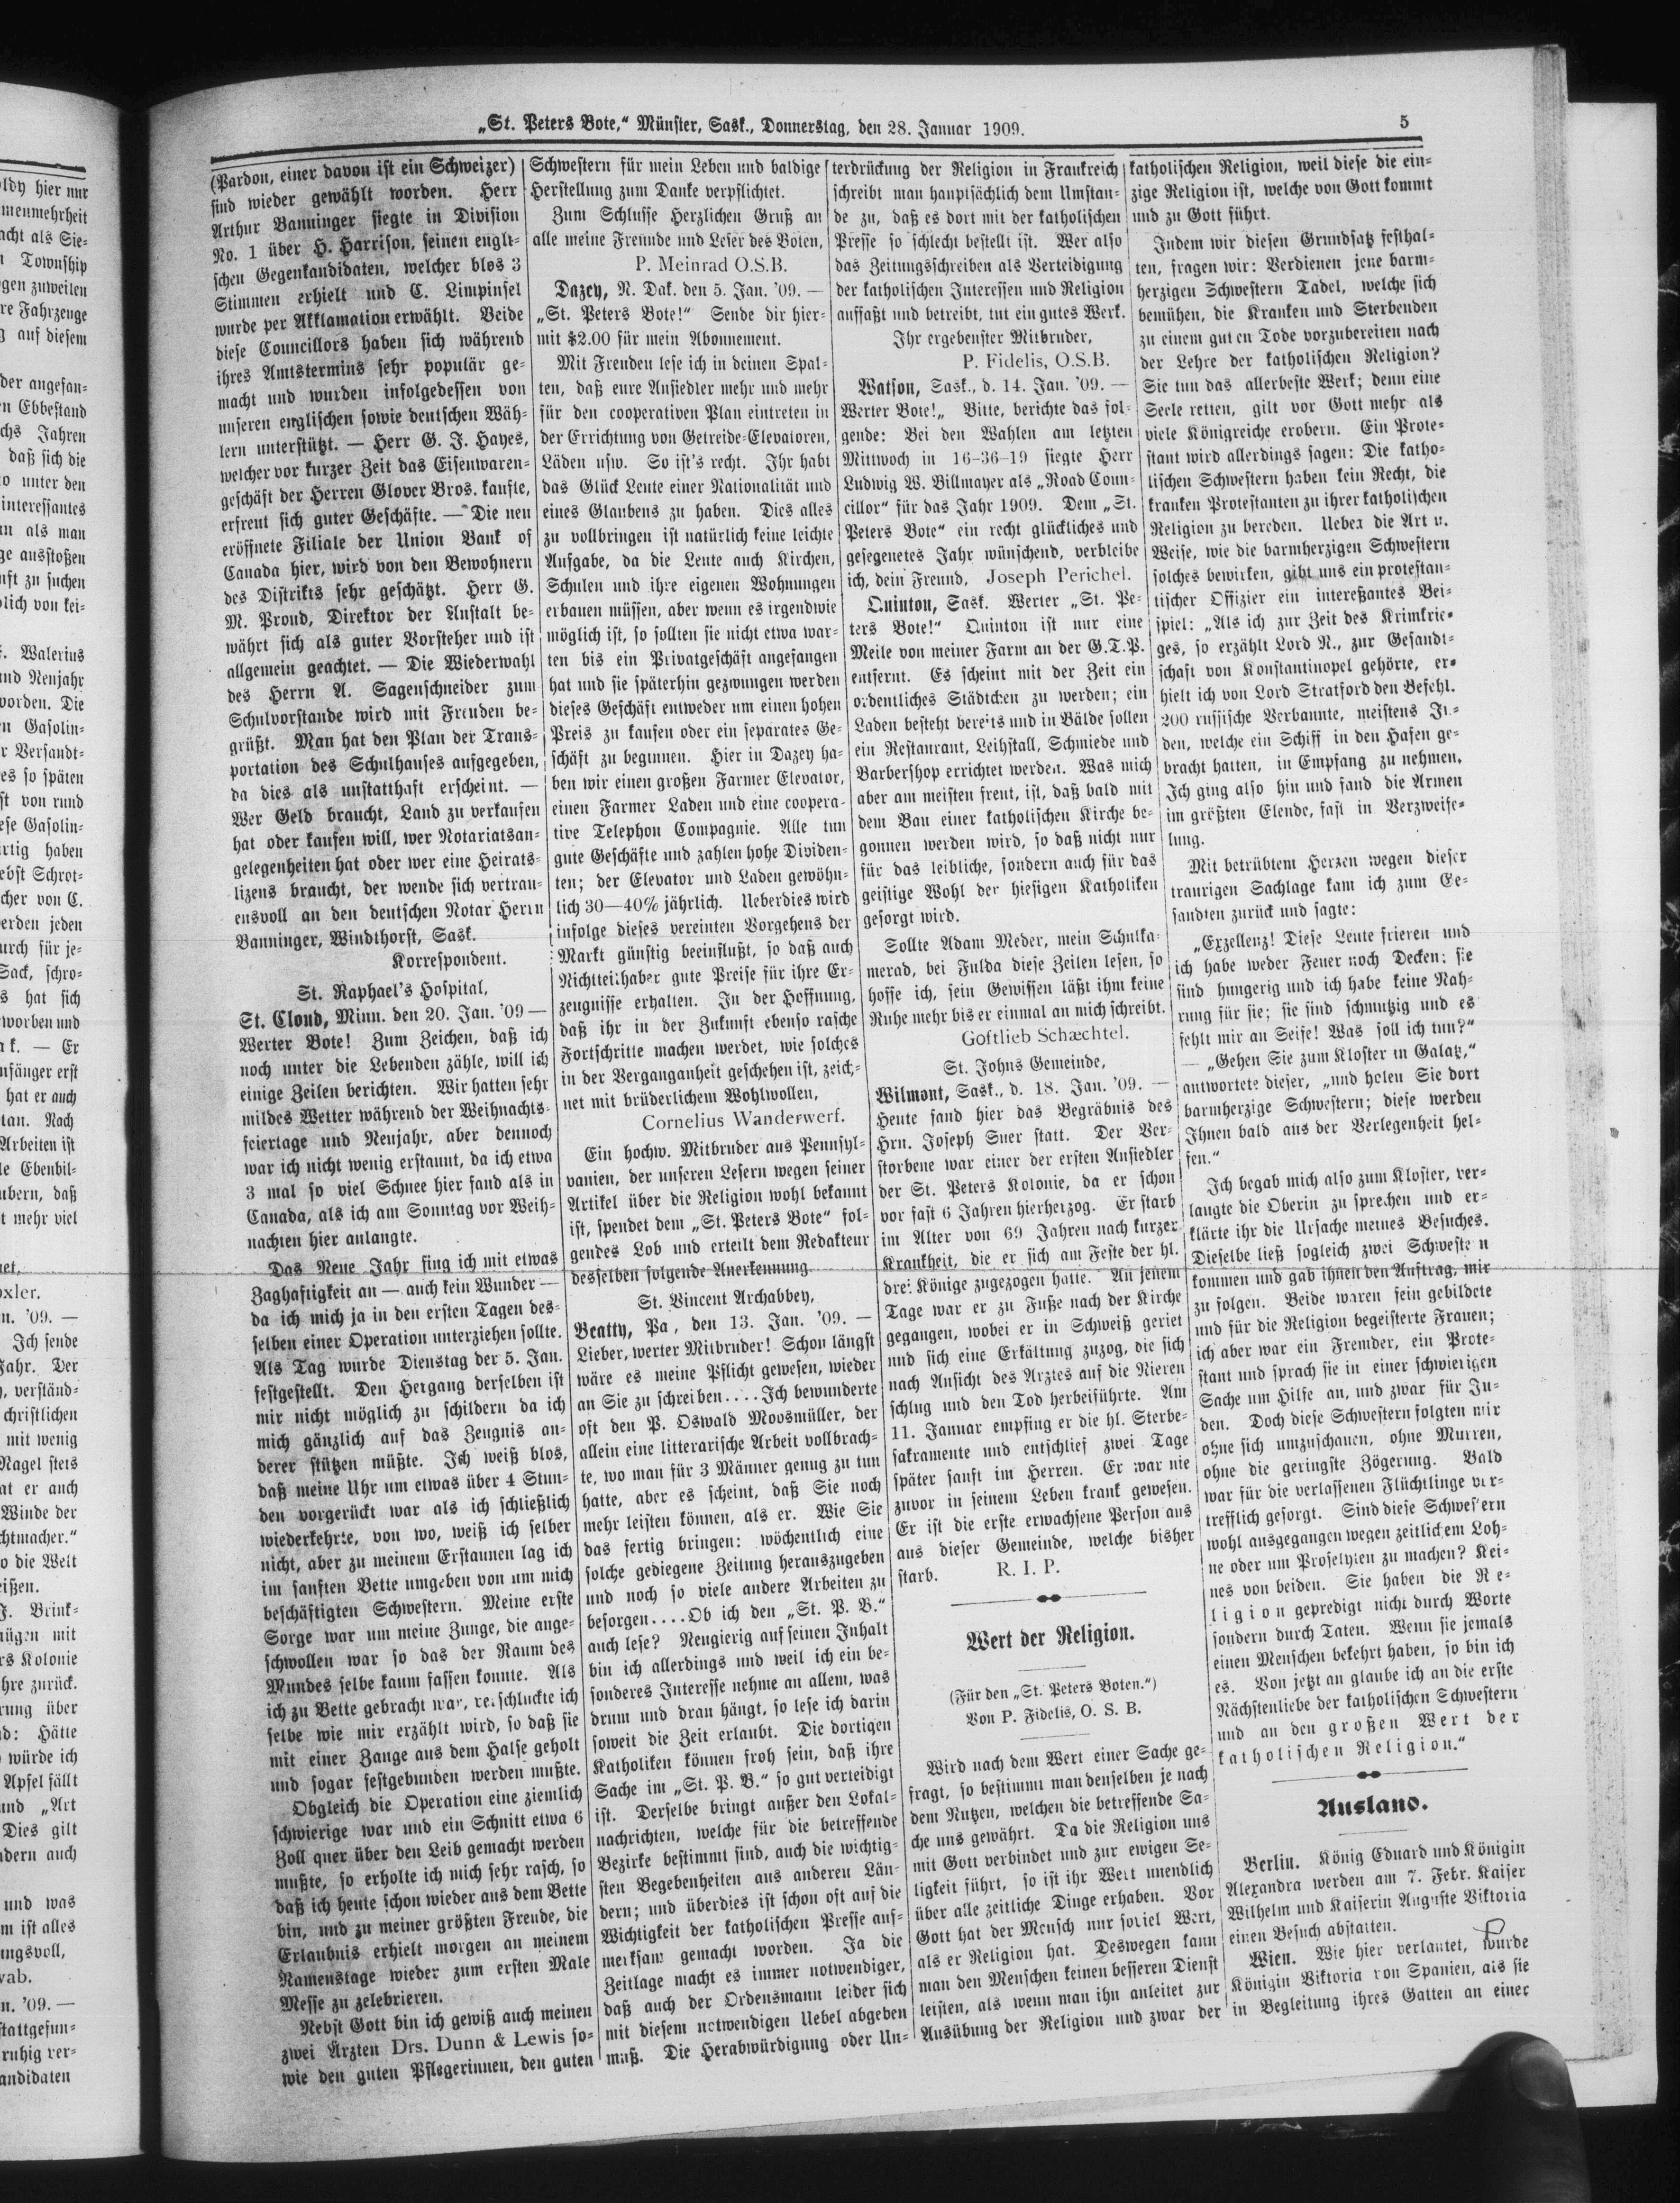 „St. Peters Bote,“ Münster, Sask., Donnerstag, den 28. Januar 1909.
5
(Pardon, einer davon ist ein Schweizer)
sind wieder gewählt worden. Herr
Arthur Banninger siegte in Division
No. 1 über H. Harrison, seinen engli-
schen Gegenkandidaten, welcher blos 3
Stimmen erhielt und C. Limpinsel
wurde per Akklamation erwählt. Beide
diese Councillors haben sich während
ihres Amtstermins sehr populär ge-
macht und wurden infolgedessen von
unseren englischen sowie deutschen Wäh-
lern unterstützt. — Herr G. J. Hayes,
welcher vor kurzer Zeit das Eisenwaren-
geschäft der Herren Glover Bros. kaufte,
erfreut sich guter Geschäfte. — Die neu
eröffnete Filiale der Union Bank of
Canada hier, wird von den Bewohnern
des Distrikts sehr geschätzt. Herr G.
M. Proud, Direktor der Anstalt be-
währt sich als guter Vorsteher und ist
allgemein geachtet. — Die Wiederwahl
des Herrn A. Sagenschneider zum
Schulvorstande wird mit Freuden be-
grüßt. Man hat den Plan der Trans-
portation des Schulhauses aufgegeben,
da dies als unstatthaft erscheint. —
Wer Geld braucht, Land zu verkaufen
hat oder kaufen will, wer Notariatsan-
gelegenheiten hat oder wer eine Heirats-
lizens braucht, der wende sich vertrau-
ensvoll an den deutschen Notar Herrn
Banninger, Windthorst, Sask.
Korrespondent.
St. Raphael's Hospital,
St. Cloud, Minn. den 20. Jan. '09 —
Werter Bote! Zum Zeichen, daß ich
noch unter die Lebenden zähle, will ich
einige Zeilen berichten. Wir hatten sehr
mildes Wetter während der Weihnachts-
feiertage und Neujahr, aber dennoch
war ich nicht wenig erstaunt, da ich etwa
3 mal so viel Schnee hier fand als in
Canada, als ich am Sonntag vor Weih-
nachten hier anlangte.
Das Neue Jahr fing ich mit etwas
Zaghaftigkeit an — auch kein Wunder —
da ich mich ja in den ersten Tagen des-
selben einer Operation unterziehen sollte.
Als Tag wurde Dienstag der 5. Jan.
festgestellt. Den Hergang derselben ist
mir nicht möglich zu schildern da ich
mich gänzlich auf das Zeugnis an-
derer stützen müßte. Ich weiß blos,
daß meine Uhr um etwas über 4 Stun-
den vorgerückt war als ich schließlich
wiederkehrte, von wo, weiß ich selber
nicht, aber zu meinem Erstaunen lag ich
im sanften Bette umgeben von um mich
beschäftigten Schwestern. Meine erste
Sorge war um meine Zunge, die ange-
schwollen war so das der Raum des
Mundes selbe kaum fassen konnte. Als
ich zu Bette gebracht war, verschluckte ich
selbe wie mir erzählt wird, so daß sie
mit einer Zange aus dem Halse geholt
und sogar festgebunden werden mußte.
Obgleich die Operation eine ziemlich
schwierige war und ein Schnitt etwa 6
Zoll quer über den Leib gemacht werden
mußte, so erholte ich mich sehr rasch, so
daß ich heute schon wieder aus dem Bette
bin, und zu meiner größten Freude, die
Erlaubnis erhielt morgen an meinem
Namenstage wieder zum ersten Male
Messe zu zelebrieren.
Nebst Gott bin ich gewiß auch meinen
zwei Ärzten Drs. Dunn & Lewis so-
wie den guten Pflegerinnen, den guten
Schwestern für mein Leben und baldige
Herstellung zum Danke verpflichtet.
Zum Schlusse Herzlichen Gruß an
alle meine Freunde und Leser des Boten,
P. Meinrad O.S.B.
Dazey, N. Dak. den 5. Jan. '09. —
„St. Peters Bote!“ Sende dir hier-
mit $2.00 für mein Abonnement.
Mit Freuden lese ich in deinen Spal-
ten, daß eure Ansiedler mehr und mehr
für den cooperativen Plan eintreten in
der Errichtung von Getreide-Elevatoren,
Läden usw. So ist's recht. Ihr habt
das Glück Leute einer Nationalität und
eines Glaubens zu haben. Dies alles
zu vollbringen ist natürlich keine leichte
Aufgabe, da die Leute auch Kirchen,
Schulen und ihre eigenen Wohnungen
erbauen müssen, aber wenn es irgendwie
möglich ist, so sollten sie nicht etwa war-
ten bis ein Privatgeschäft angefangen
hat und sie späterhin gezwungen werden
dieses Geschäft entweder um einen hohen
Preis zu kaufen oder ein separates Ge-
schäft zu beginnen. Hier in Dazey ha-
ben wir einen großen Farmer Elevator,
einen Farmer Laden und eine coopera-
tive Telephon Compagnie. Alle tun
gute Geschäfte und zahlen hohe Dividen-
ten; der Elevator und Laden gewöhn-
lich 30—40% jährlich. Ueberdies wird
infolge dieses vereinten Vorgehens der
Markt günstig beeinflußt, so daß auch
Nichtteilhaber gute Preise für ihre Er-
zeugnisse erhalten. In der Hoffnung,
daß ihr in der Zukunft ebenso rasche
Fortschritte machen werdet, wie solches
in der Vergangenheit geschehen ist, zeich-
net mit brüderlichem Wohlwollen,
Cornelius Wanderwerf.
Ein hochw. Mitbruder aus Pennsyl-
vanien, der unseren Lesern wegen seiner
Artikel über die Religion wohl bekannt
ist, spendet dem „St. Peters Bote“ fol-
gendes Lob und erteilt dem Redakteur
desselben folgende Anerkennung
St. Vincent Archabbey,
Beatty, Pa., den 13. Jan. '09. —
Lieber, werter Mitbruder! Schon längst
wäre es meine Pflicht gewesen, wieder
an Sie zu schreiben.... Ich bewunderte
oft den P. Oswald Moosmüller, der
allein eine litterarische Arbeit vollbrach-
te, wo man für 3 Männer genug zu tun
hatte, aber es scheint, daß Sie noch
mehr leisten können, als er. Wie Sie
das fertig bringen: wöchentlich eine
solche gediegene Zeitung herauszugeben
und noch so viele andere Arbeiten zu
besorgen.... Ob ich den „St. P. B.“
auch lese? Neugierig auf seinen Inhalt
bin ich allerdings und weil ich ein be-
sonderes Interesse nehme an allem, was
drum und dran hängt, so lese ich darin
soweit die Zeit erlaubt. Die dortigen
Katholiken können froh sein, daß ihre
Sache im „St. P. B.“ so gut verteidigt
ist. Derselbe bringt außer den Lokal-
nachrichten, welche für die betreffende
Bezirke bestimmt sind, auch die wichtig-
sten Begebenheiten aus anderen Län-
dern; und überdies ist schon oft auf die
Wichtigkeit der katholischen Presse auf-
merksam gemacht worden. Ja die
Zeitlage macht es immer notwendiger,
daß auch der Ordensmann leider sich
mit diesem notwendigen Uebel abgeben
muß. Die Herabwürdigung oder Un-
terdrückung der Religion in Frankreich
schreibt man hauptsächlich dem Umstan-
de zu, daß es dort mit der katholischen
Presse so schlecht bestellt ist. Wer also
das Zeitungsschreiben als Verteidigung
der katholischen Interessen und Religion
auffaßt und betreibt, tut ein gutes Werk.
Ihr ergebenster Mitbruder,
P. Fidelis, O.S.B.
Watson, Sask., d. 14. Jan. '09. —
Werter Bote!„ Bitte, berichte das fol-
gende: Bei den Wahlen am letzten
Mittwoch in 16-36-19 siegte Herr
Ludwig W. Billmayer als „Road Coun-
cillor“ für das Jahr 1909. Dem „St.
Peters Bote“ ein recht glückliches und
gesegenetes Jahr wünschend, verbleibe
ich, dein Freund, Joseph Perichel.
Quinton, Sask. Werter „St. Pe-
ters Bote!“ Quinton ist nur eine
Meile von meiner Farm an der G.T.P.
entfernt. Es scheint mit der Zeit ein
ordentliches Städtchen zu werden; ein
Laden besteht bereits und in Bälde sollen
ein Restaurant, Leihstall, Schmiede und
Barbershop errichtet werden. Was mich
aber am meisten freut, ist, daß bald mit
dem Bau einer katholischen Kirche be-
gonnen werden wird, so daß nicht nur
für das leibliche, sondern auch für das
geistige Wohl der hiesigen Katholiken
gesorgt wird.
Sollte Adam Meder, mein Schulka-
merad, bei Fulda diese Zeilen lesen, so
hoffe ich, sein Gewissen läßt ihm keine
Ruhe mehr bis er einmal an mich schreibt.
Goftlieb Schæchtel.
St. Johns Gemeinde,
Wilmont, Sask., d. 18. Jan. '09. —
Heute fand hier das Begräbnis des
Hrn. Joseph Suer statt. Der Ver-
storbene war einer der ersten Ansiedler
der St. Peters Kolonie, da er schon
vor fast 6 Jahren hierherzog. Er starb
im Alter von 69 Jahren nach kurzer
Krankheit, die er sich am Feste der hl.
drei Könige zugezogen hatte. An jenem
Tage war er zu Fuße nach der Kirche
gegangen, wobei er in Schweiß geriet
und sich eine Erkältung zuzog, die sich
nach Ansicht des Arztes auf die Nieren
schlug und den Tod herbeiführte. Am
11. Januar empfing er die hl. Sterbe-
sakramente und entschlief zwei Tage
später sanft im Herren. Er war nie
zuvor in seinem Leben krank gewesen.
Er ist die erste erwachsene Person aus
aus dieser Gemeinde, welche bisher
starb. R. I. P.
Wert der Religion.
(Für den „St. Peters Boten.“)
Von P. Fidelis, O. S. B.
Wird nach dem Wert einer Sache ge-
fragt, so bestimmt man denselben je nach
dem Nutzen, welchen die betreffende Sa-
che uns gewährt. Da die Religion uns
mit Gott verbindet und zur ewigen Se-
ligkeit führt, so ist ihr Wert unendlich
über alle zeitliche Dinge erhaben. Vor
Gott hat der Mensch nur soviel Wert,
als er Religion hat. Deswegen kann
man den Menschen keinen besseren Dienst
leisten, als wenn man ihn anleitet zur
Ausübung der Religion und zwar der
katholischen Religion, weil diese die ein-
zige Religion ist, welche von Gott kommt
und zu Gott führt.
Indem wir diesen Grundsatz festhal-
ten, fragen wir: Verdienen jene barm-
herzigen Schwestern Tadel, welche sich
bemühen, die Kranken und Sterbenden
zu einem guten Tode vorzubereiten nach
der Lehre der katholischen Religion?
Sie tun das allerbeste Werk; denn eine
Seele retten, gilt vor Gott mehr als
viele Königreiche erobern. Ein Prote-
stant wird allerdings sagen: Die katho-
lischen Schwestern haben kein Recht, die
kranken Protestanten zu ihrer katholischen
Religion zu bereden. Ueber die Art u.
Weise, wie die barmherzigen Schwestern
solches bewirken, gibt uns ein protestan-
tischer Offizier ein intereßantes Bei-
spiel: „Als ich zur Zeit des Krimkrie-
ges, so erzählt Lord R., zur Gesandt-
schaft von Konstantinopel gehörte, er-
hielt ich von Lord Stratford den Befehl.
200 russische Verbannte, meistens Ju-
den, welche ein Schiff in den Hafen ge-
bracht hatten, in Empfang zu nehmen.
Ich ging also hin und fand die Armen
im größten Elende, fast in Verzweife-
lung.
Mit betrübtem Herzen wegen dieser
traurigen Sachlage kam ich zum Ge-
sandten zurück und sagte:
„Exzellenz! Diese Leute frieren und
ich habe weder Feuer noch Decken; sie
sind hungerig und ich habe keine Nah-
rung für sie; sie sind schmutzig und es
fehlt mir an Seife! Was soll ich tun?“
— „Gehen Sie zum Kloster in Galatz,“
antwortete dieser, „und holen Sie dort
barmherzige Schwestern; diese werden
Ihnen bald aus der Verlegenheit hel-
fen.“
Ich begab mich also zum Kloster, ver-
langte die Oberin zu sprechen und er-
klärte ihr die Ursache meines Besuches.
Dieselbe ließ sogleich zwei Schwestern
kommen und gab ihnen den Auftrag, mir
zu folgen. Beide waren fein gebildete
und für die Religion begeisterte Frauen;
ich aber war ein Fremder, ein Prote-
stant und sprach sie in einer schwierigen
Sache um Hilfe an, und zwar für Ju-
den. Doch diese Schwestern folgten mir
ohne sich umzuschauen, ohne Murren,
ohne die geringste Zögerung. Bald
war für die verlassenen Flüchtlinge vor-
trefflich gesorgt. Sind diese Schwestern
wohl ausgegangen wegen zeitlichem Loh-
ne oder um Proselyten zu machen? Kei-
nes von beiden. Sie haben die Re-
ligion gepredigt nicht durch Worte
sondern durch Taten. Wenn sie jemals
einen Menschen bekehrt haben, so bin ich
es. Von jetzt an glaube ich an die erste
Nächstenliebe der katholischen Schwestern
und an den großen Wert der
katholischen Religion.“
Ausland.
Berlin. König Eduard und Königin
Alexandra werden am 7. Febr. Kaiser
Wilhelm und Kaiserin Auguste Viktoria
einen Besuch abstatten.
Wien. Wie hier verlautet, wurde
Königin Viktoria von Spanien, als sie
in Begleitung ihres Gatten an einer